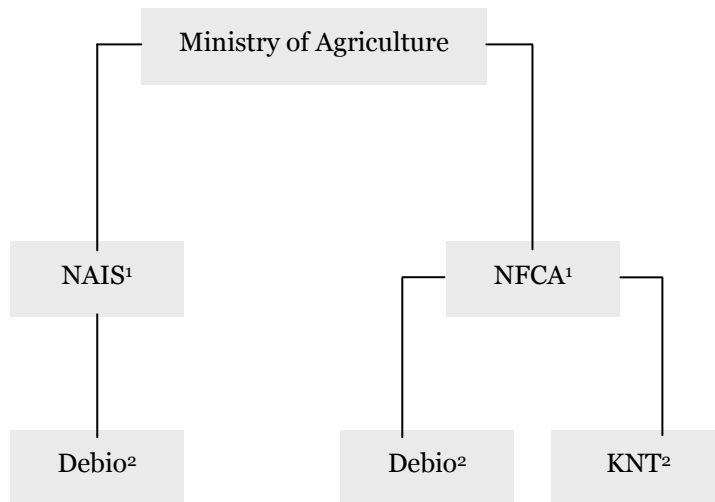 Ministry of Agriculture
NAIS¹
NFCA¹
Debio²
Debio²
KNT²